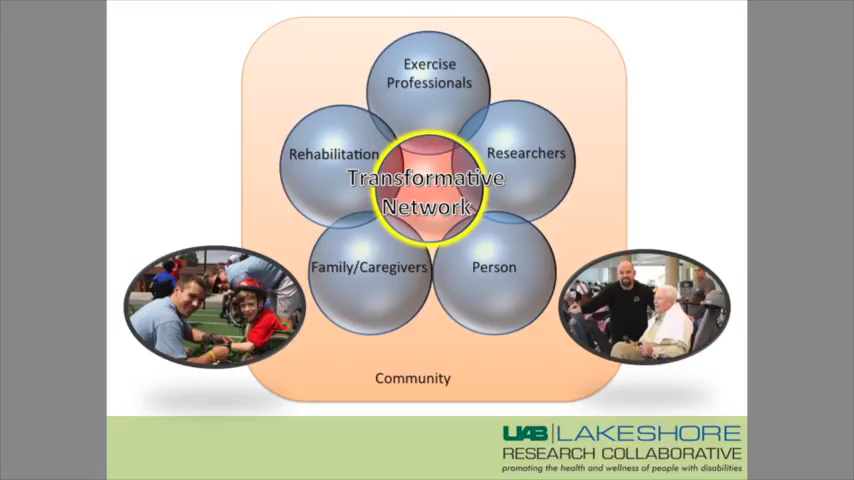 Exercise
Professionals
Rehabilitation
Researchers
Transformative
Network
Family/Caregivers
Person
Community
UAB LAKESHORE
RESEARCH COLLABORATIVE
promoting the health and wellness of people with disabilities